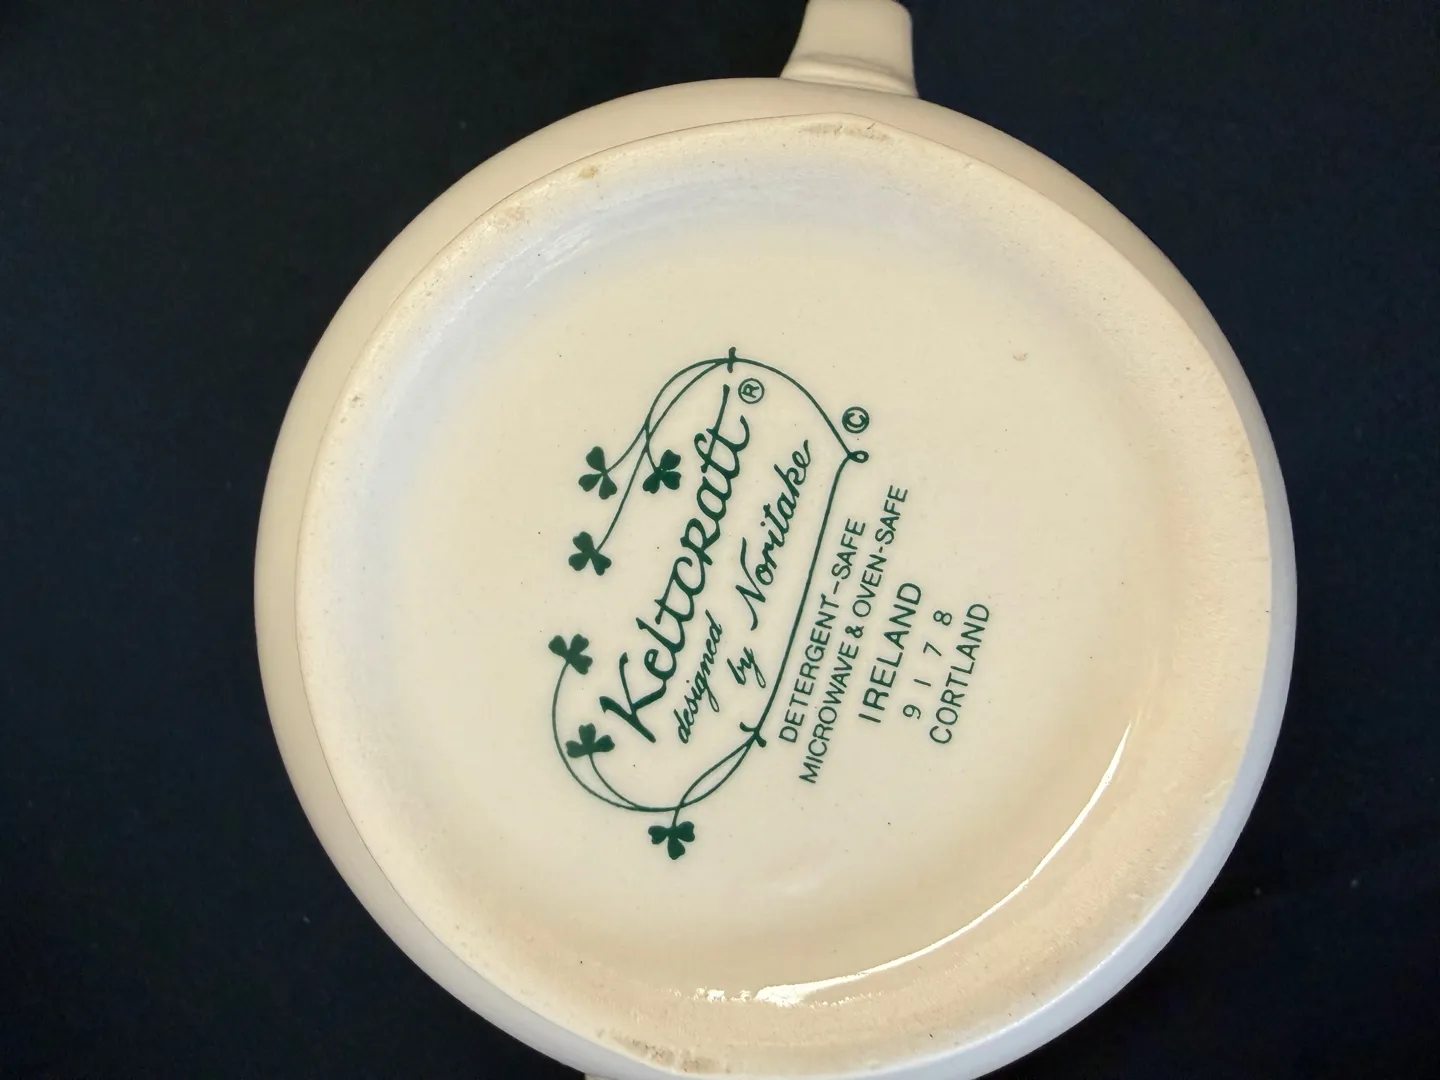 Keltcraft ®
designed
by Noritake ©
DETERGENT-SAFE
MICROWAVE & OVEN-SAFE
IRELAND
9178
CORTLAND